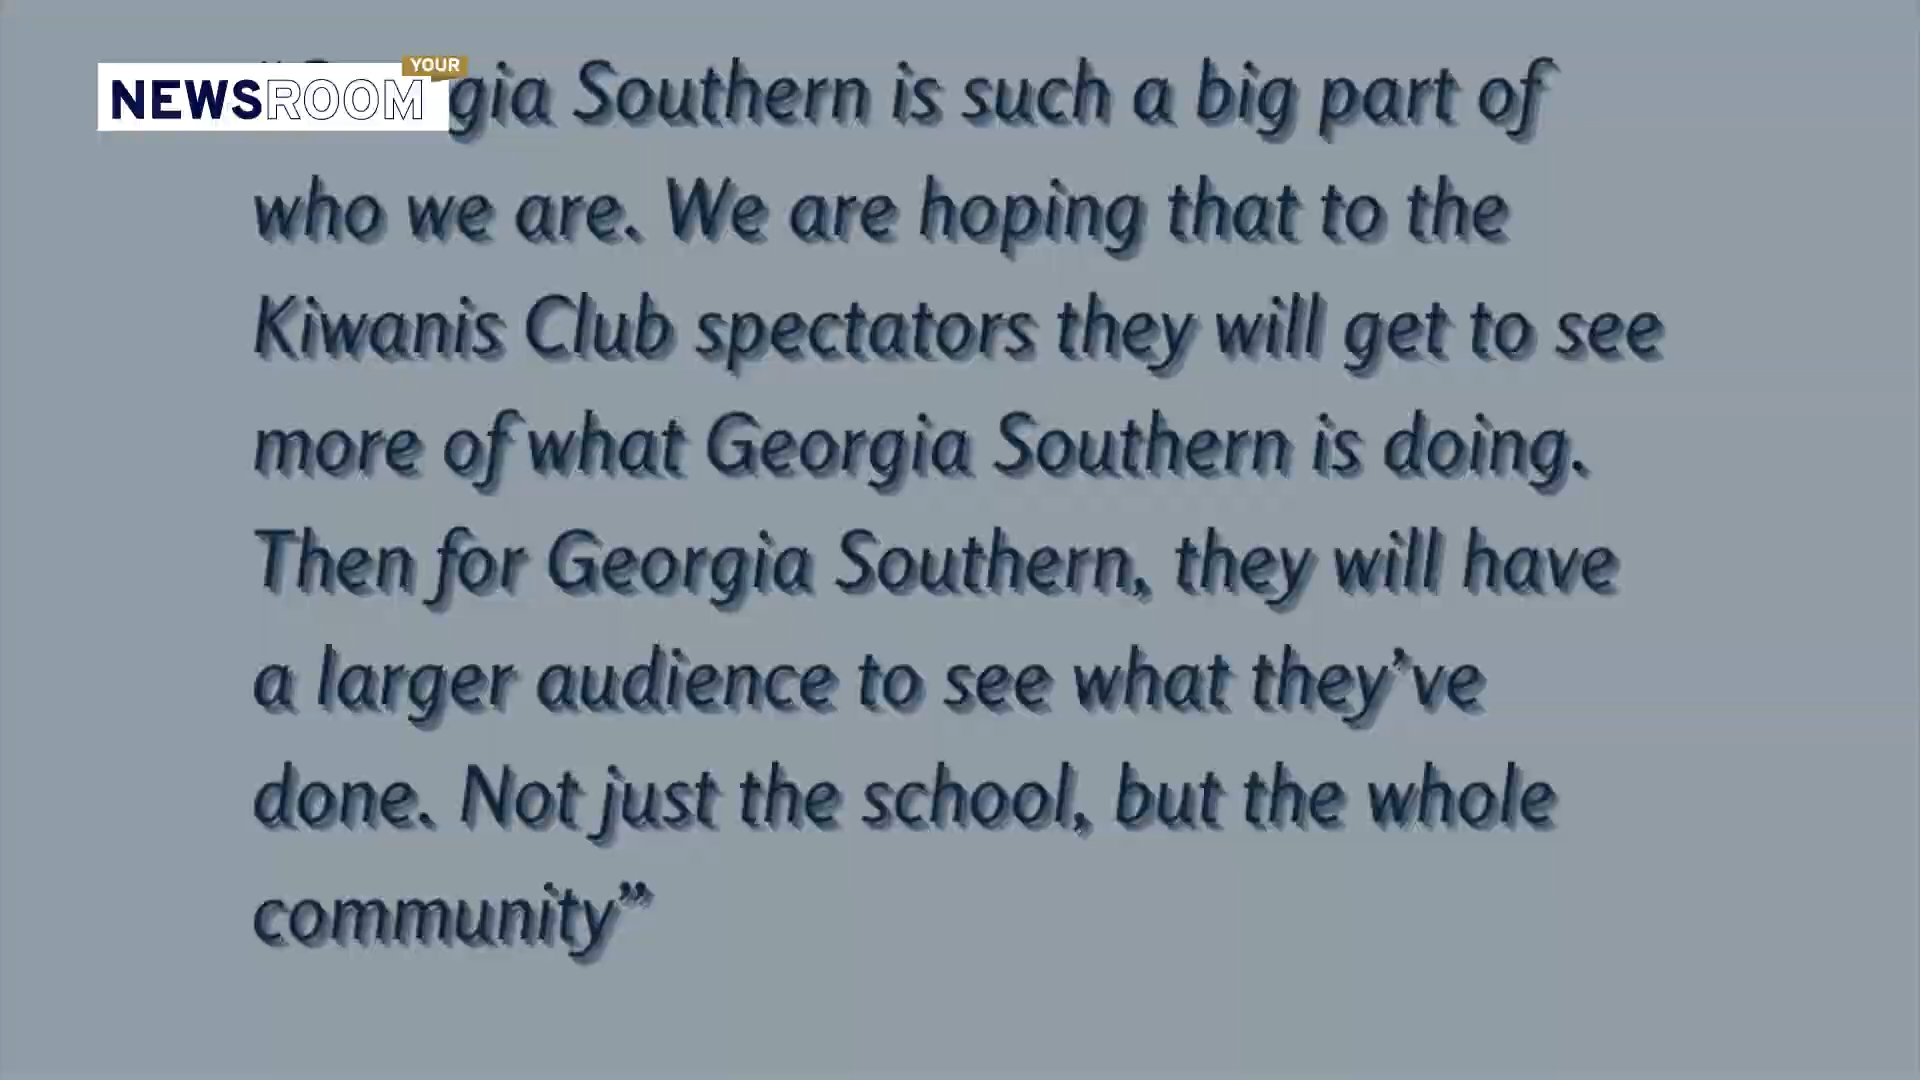 YOUR
NEWSROOM
gia Southern is such a big part of
who we are. We are hoping that to the
Kiwanis Club spectators they will get to see
more of what Georgia Southern is doing.
Then for Georgia Southern, they will have
a larger audience to see what they’ve
done. Not just the school, but the whole
community”